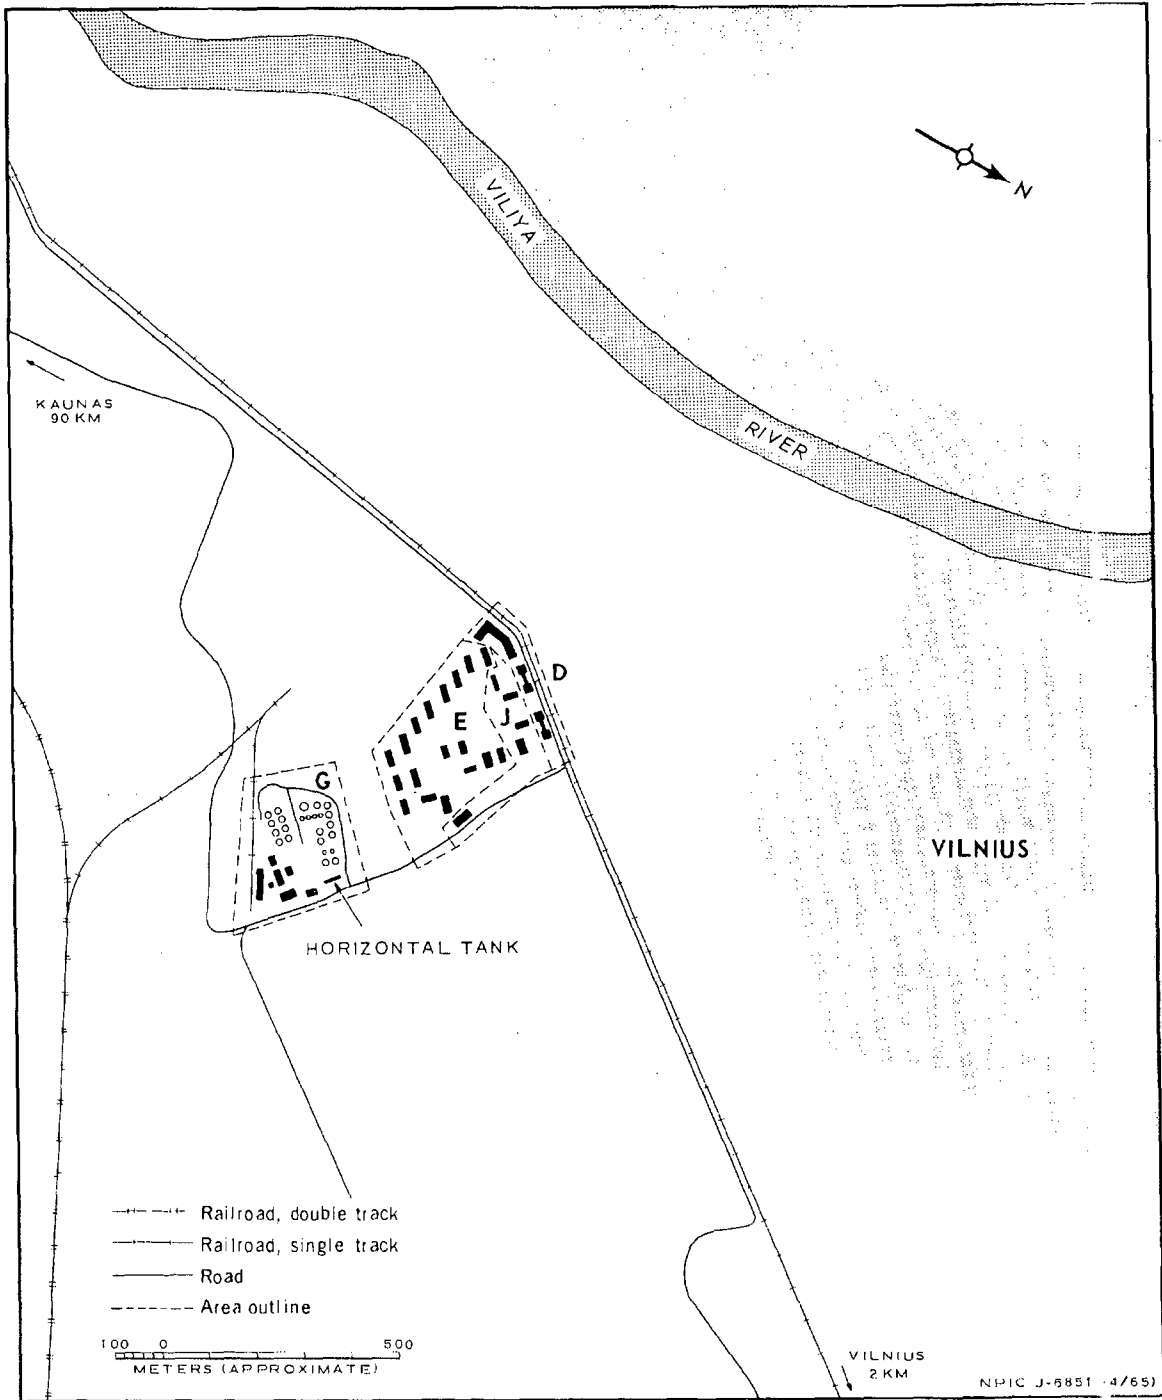 N
VILIYA
KAUNAS
90 KM
RIVER
D
E
J
G
VILNIUS
HORIZONTAL TANK
Railroad, double track
Railroad, single track
Road
Area outline
100 0 500
METERS (APPROXIMATE)
VILNIUS
2 KM
NPIC J-6851 (4/65)